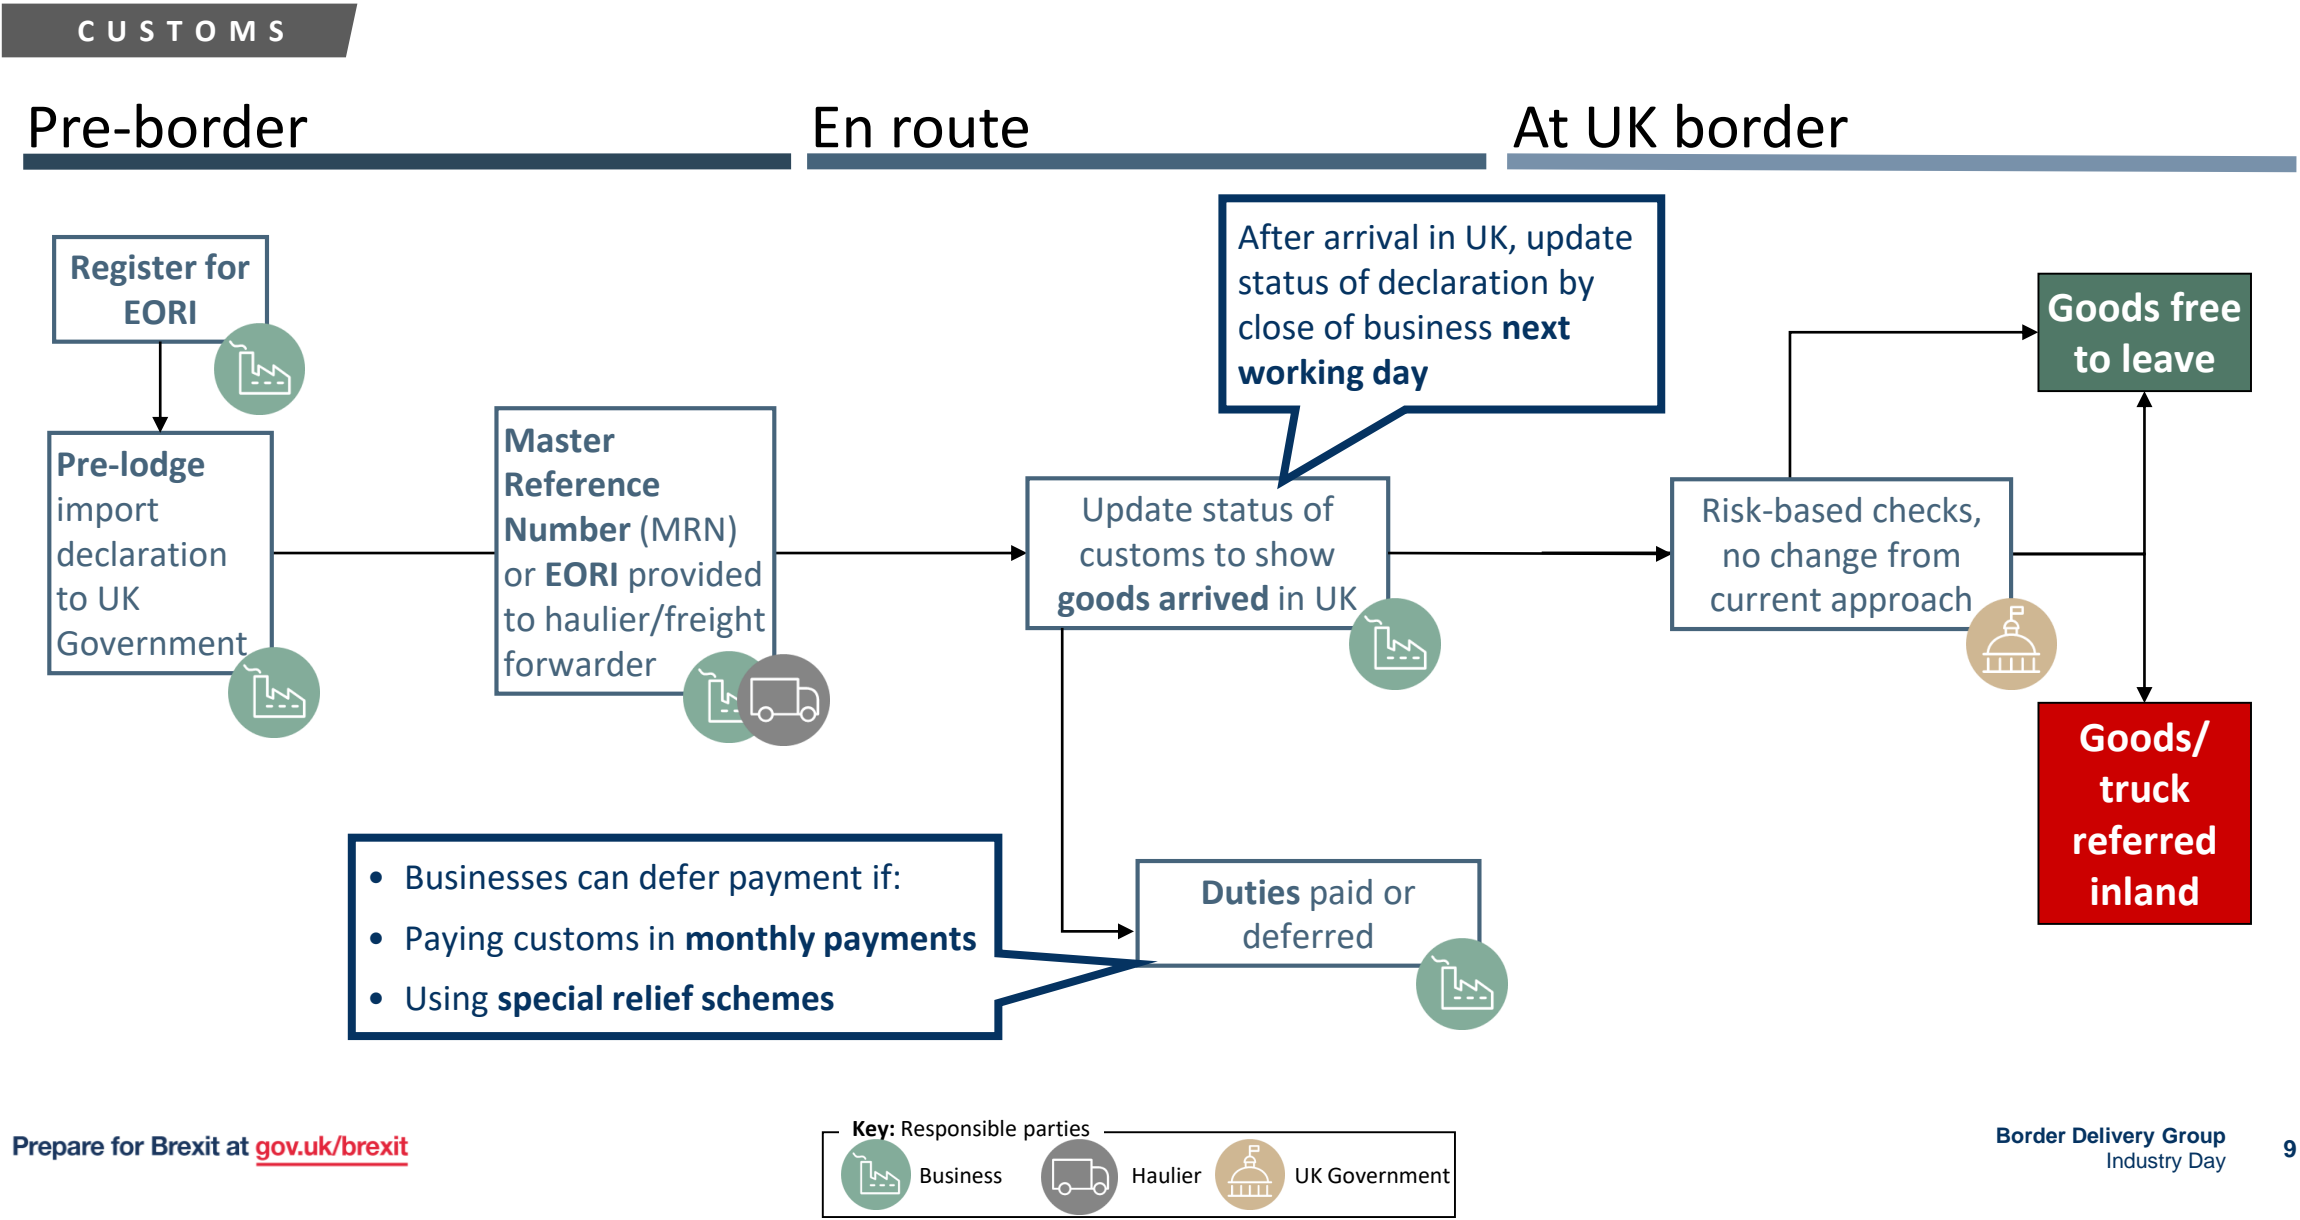 CUSTOMS
Pre-border
En route
At UK border
Register for
EORI
Pre-lodge
import
declaration
to UK
Government
Master
Reference
Number (MRN)
or EORI provided
to haulier/freight
forwarder
After arrival in UK, update
status of declaration by
close of business next
working day
Update status of
customs to show
goods arrived in UK
Risk-based checks,
no change from
current approach
Goods free
to leave
Goods/
truck
referred
inland
• Businesses can defer payment if:
• Paying customs in monthly payments
• Using special relief schemes
Duties paid or
deferred
Prepare for Brexit at gov.uk/brexit
Key: Responsible parties
Business
Haulier
UK Government
Border Delivery Group
Industry Day
9